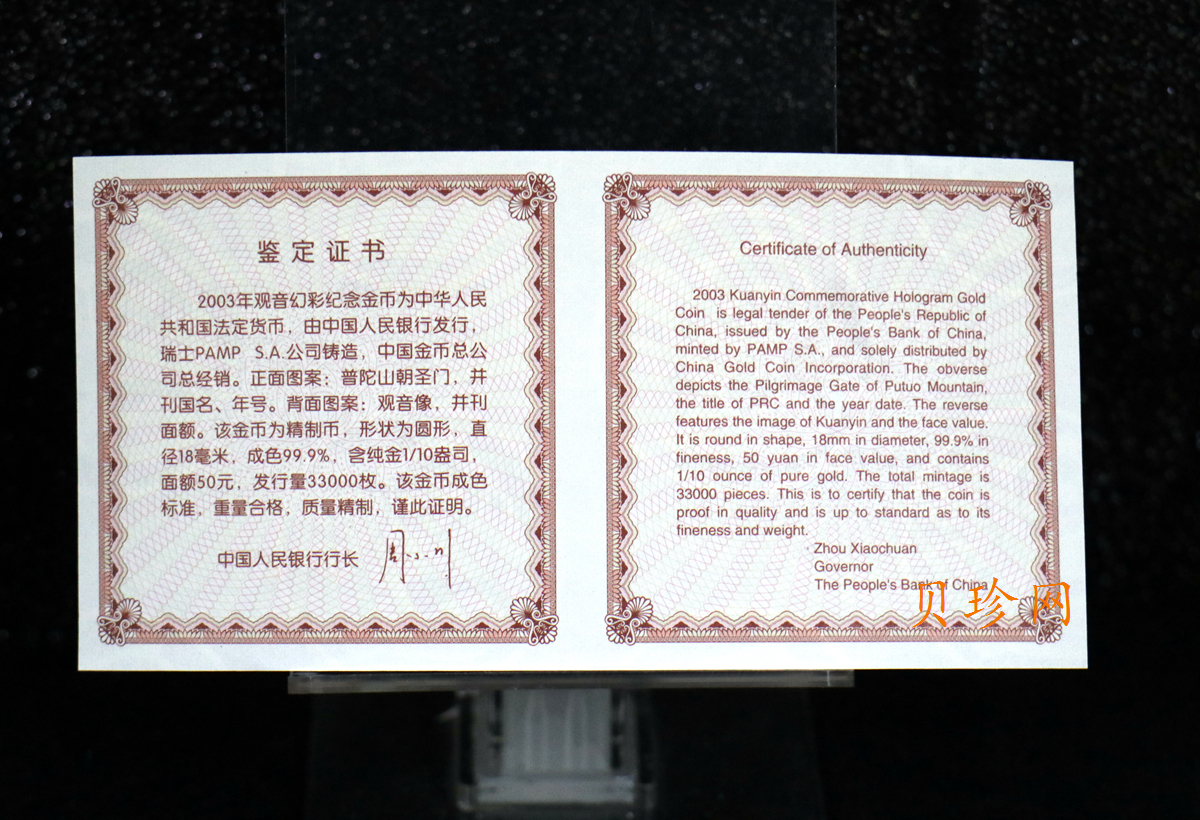 鉴定证书
2003年观音幻彩纪念金币为中华人民
共和国法定货币，由中国人民银行发行，
瑞士PAMP S.A.公司铸造，中国金币总公
司总经销。正面图案：普陀山朝圣门，并
刊国名、年号。背面图案：观音像，并刊
面额。该金币为精制币，形状为圆形，直
径18毫米，成色99.9%，含纯金1/10盎司，
面额50元，发行量33000枚。该金币成色
标准，重量合格，质量精制，谨此证明。
中国人民银行行长 周小川
Certificate of Authenticity
2003 Kuanyin Commemorative Hologram Gold
Coin is legal tender of the People's Republic of
China, issued by the People's Bank of China,
minted by PAMP S.A., and solely distributed by
China Gold Coin Incorporation. The obverse
depicts the Pilgrimage Gate of Putuo Mountain,
the title of PRC and the year date. The reverse
features the image of Kuanyin and the face value.
It is round in shape, 18mm in diameter, 99.9% in
fineness, 50 yuan in face value, and contains
1/10 ounce of pure gold. The total mintage is
33000 pieces. This is to certify that the coin is
proof in quality and is up to standard as to its
fineness and weight.
Zhou Xiaochuan
Governor
The People's Bank of China
贝珍网